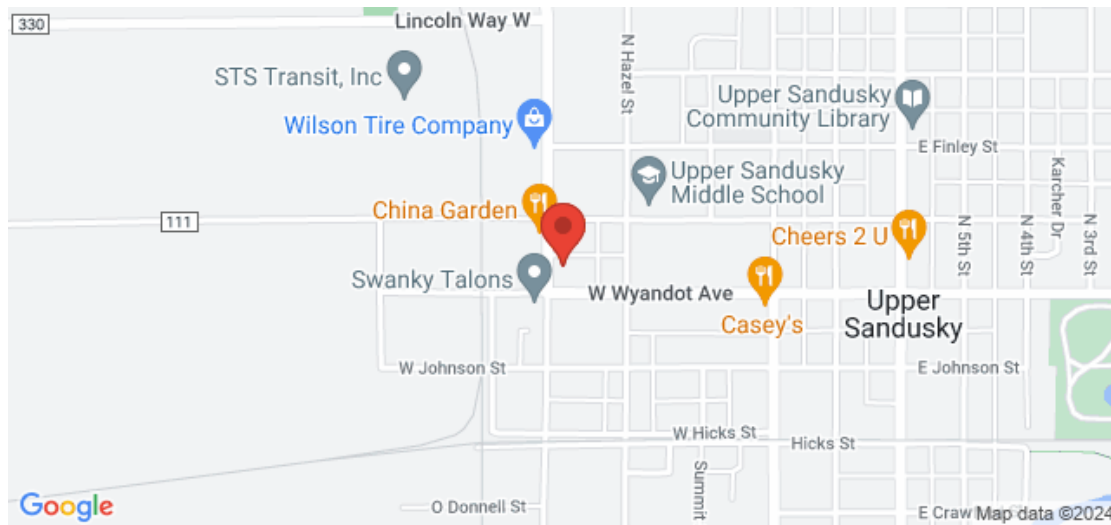 330
Lincoln Way W
N Hazel St
STS Transit, Inc
Upper Sandusky
Community Library
Wilson Tire Company
E Finley St
Upper Sandusky
Middle School
Karcher Dr
China Garden
111
Cheers 2 U
N 5th St
N 4th St
N 3rd St
Swanky Talons
W Wyandot Ave
Upper
Sandusky
Casey's
W Johnson St
E Johnson St
W Hicks St
Hicks St
Summit
Google
O Donnell St
E Craw
Map data ©2024